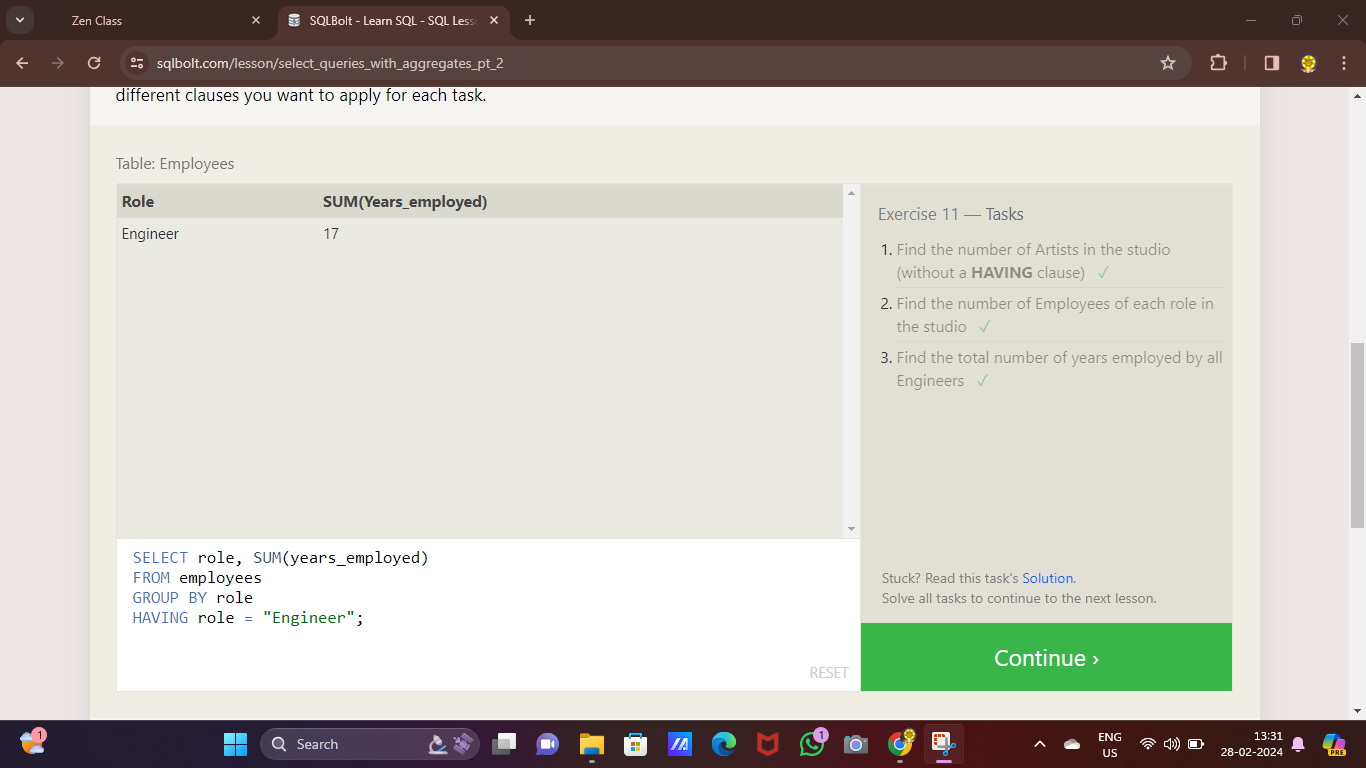 Zen Class
SQLBolt - Learn SQL - SQL Less
sqlbolt.com/lesson/select_queries_with_aggregates_pt_2
different clauses you want to apply for each task.
Table: Employees
Role SUM(Years_employed)
Engineer 17
Exercise 11 — Tasks
1. Find the number of Artists in the studio
(without a HAVING clause) ✓
2. Find the number of Employees of each role in
the studio ✓
3. Find the total number of years employed by all
Engineers ✓
SELECT role, SUM(years_employed)
FROM employees
GROUP BY role
HAVING role = "Engineer";
RESET
Stuck? Read this task's Solution.
Solve all tasks to continue to the next lesson.
Continue ›
1
Search
1
ENG
US
13:31
28-02-2024
PRE